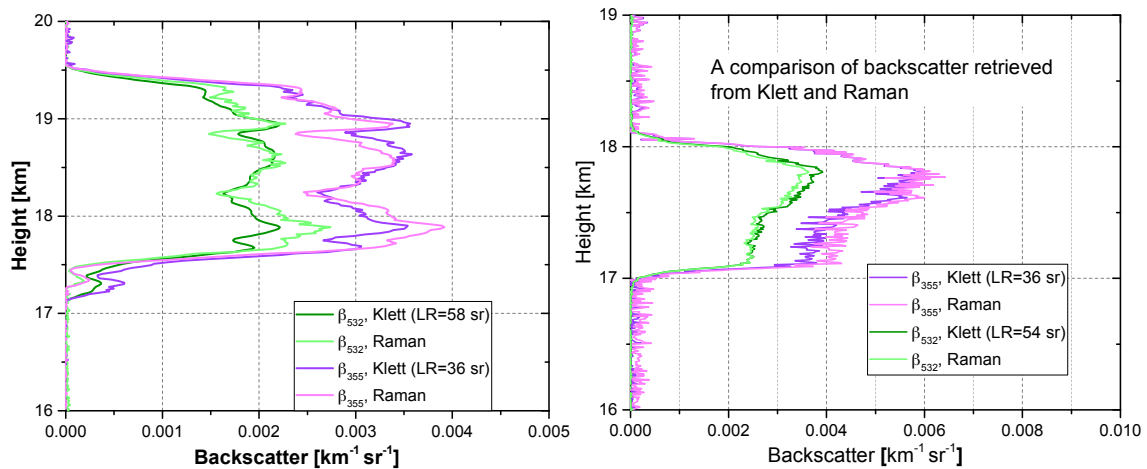 20
19
18
17
16
Height [km]
0.000 0.001 0.002 0.003 0.004 0.005
Backscatter [km⁻¹ sr⁻¹]
β₅₃₂, Klett (LR=58 sr)
β₅₃₂, Raman
β₃₅₅, Klett (LR=36 sr)
β₃₅₅, Raman
19
18
17
16
Height [km]
A comparison of backscatter retrieved
from Klett and Raman
β₃₅₅, Klett (LR=36 sr)
β₃₅₅, Raman
β₅₃₂, Klett (LR=54 sr)
β₅₃₂, Raman
0.000 0.002 0.004 0.006 0.008 0.010
Backscatter [km⁻¹ sr⁻¹]